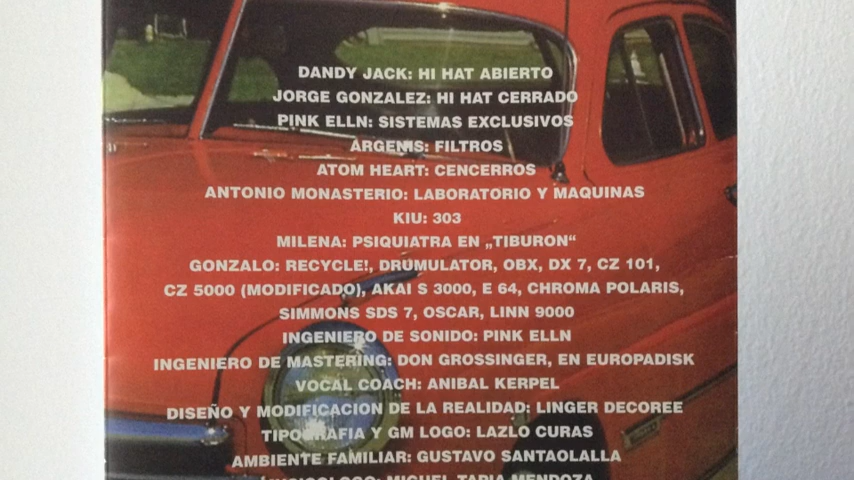 DANDY JACK: HI HAT ABIERTO
JORGE GONZALEZ: HI HAT CERRADO
PINK ELLN: SISTEMAS EXCLUSIVOS
ARGENIS: FILTROS
ATOM HEART: CENCERROS
ANTONIO MONASTERIO: LABORATORIO Y MAQUINAS
KIU: 303
MILENA: PSIQUIATRA EN „TIBURON“
GONZALO: RECYCLE!, DRUMULATOR, OBX, DX 7, CZ 101,
CZ 5000 (MODIFICADO), AKAI S 3000, E 64, CHROMA POLARIS,
SIMMONS SDS 7, OSCAR, LINN 9000
INGENIERO DE SONIDO: PINK ELLN
INGENIERO DE MASTERING: DON GROSSINGER, EN EUROPADISK
VOCAL COACH: ANIBAL KERPEL
DISEÑO Y MODIFICACION DE LA REALIDAD: LINGER DECOREE
TIPOGRAFIA Y GM LOGO: LAZLO CURAS
AMBIENTE FAMILIAR: GUSTAVO SANTAOLALLA
MIGUEL TAPIA MENDOZA